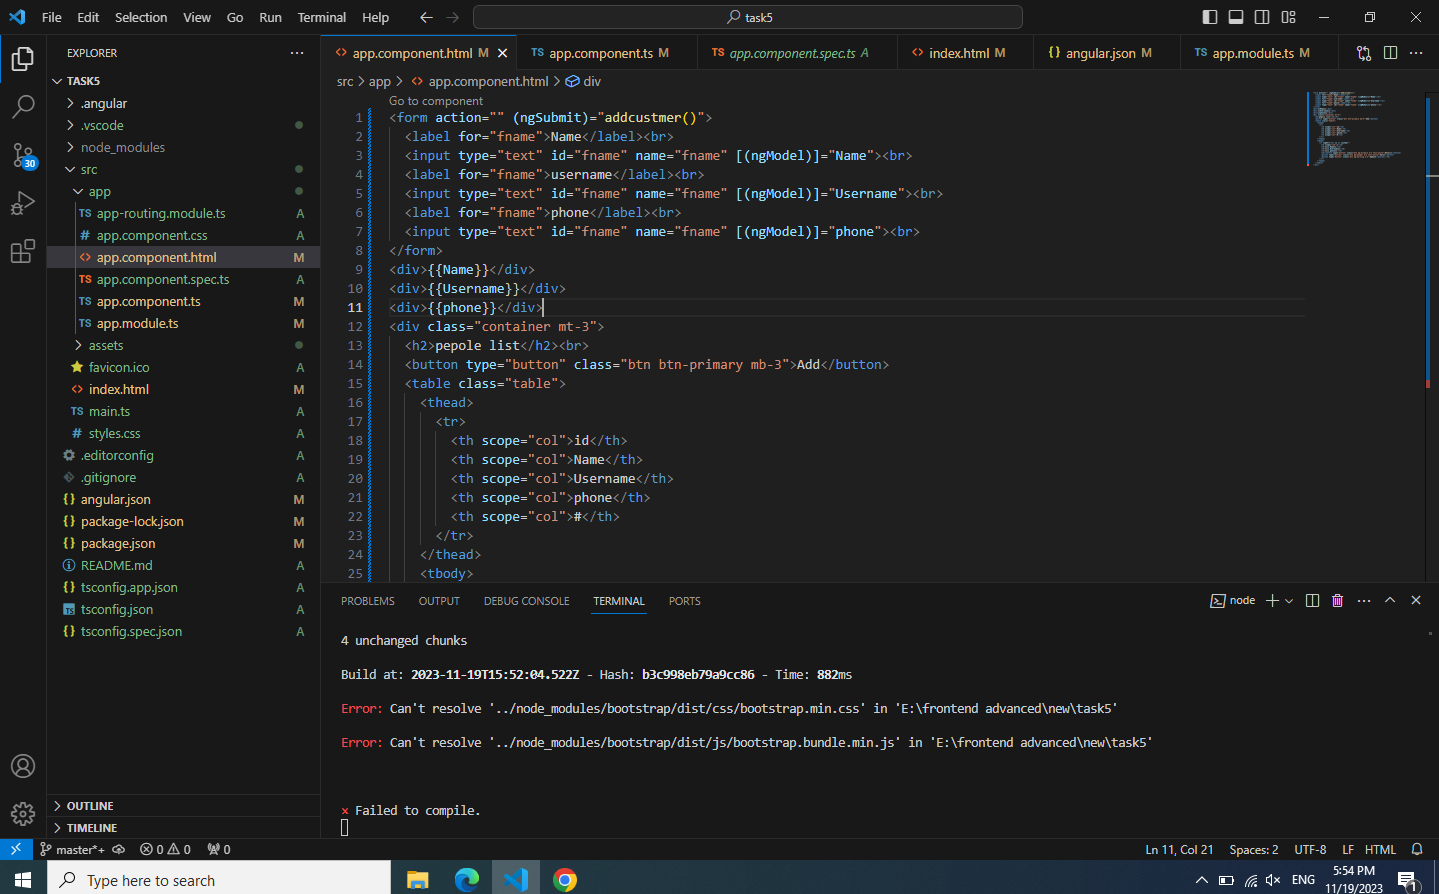 File Edit Selection View Go Run Terminal Help
task5
EXPLORER
TASK5
.angular
.vscode
node_modules
src
app
TS app-routing.module.ts A
# app.component.css A
<> app.component.html M
TS app.component.spec.ts A
TS app.component.ts M
TS app.module.ts M
assets
favicon.ico A
<> index.html M
TS main.ts A
# styles.css A
.editorconfig A
.gitignore A
{} angular.json M
{} package-lock.json M
{} package.json M
README.md A
{} tsconfig.app.json A
TS tsconfig.json A
{} tsconfig.spec.json A
OUTLINE
TIMELINE
30
<> app.component.html M
TS app.component.ts M
TS app.component.spec.ts A
<> index.html M
{} angular.json M
TS app.module.ts M
src > app > <> app.component.html > div
Go to component
1 <form action="" (ngSubmit)="addcustmer()">
2 <label for="fname">Name</label><br>
3 <input type="text" id="fname" name="fname" [(ngModel)]="Name"><br>
4 <label for="fname">username</label><br>
5 <input type="text" id="fname" name="fname" [(ngModel)]="Username"><br>
6 <label for="fname">phone</label><br>
7 <input type="text" id="fname" name="fname" [(ngModel)]="phone"><br>
8 </form>
9 <div>{{Name}}</div>
10 <div>{{Username}}</div>
11 <div>{{phone}}</div>
12 <div class="container mt-3">
13 <h2>pepole list</h2><br>
14 <button type="button" class="btn btn-primary mb-3">Add</button>
15 <table class="table">
16 <thead>
17 <tr>
18 <th scope="col">id</th>
19 <th scope="col">Name</th>
20 <th scope="col">Username</th>
21 <th scope="col">phone</th>
22 <th scope="col">#</th>
23 </tr>
24 </thead>
25 <tbody>
PROBLEMS OUTPUT DEBUG CONSOLE TERMINAL PORTS
node
4 unchanged chunks
Build at: 2023-11-19T15:52:04.522Z - Hash: b3c998eb79a9cc86 - Time: 882ms
Error: Can't resolve '../node_modules/bootstrap/dist/css/bootstrap.min.css' in 'E:\frontend advanced\new\task5'
Error: Can't resolve '../node_modules/bootstrap/dist/js/bootstrap.bundle.min.js' in 'E:\frontend advanced\new\task5'
× Failed to compile.
master*+ 0 0 0
Ln 11, Col 21 Spaces: 2 UTF-8 LF HTML
Type here to search
ENG
5:54 PM
11/19/2023
1